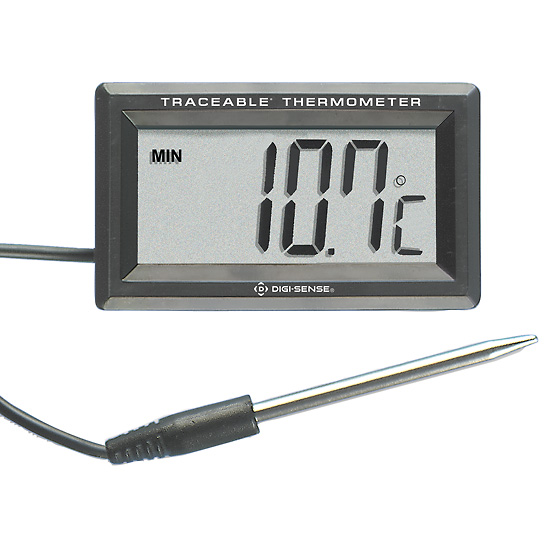 TRACEABLE® THERMOMETER
MIN
10.7°C
DIGI-SENSE®